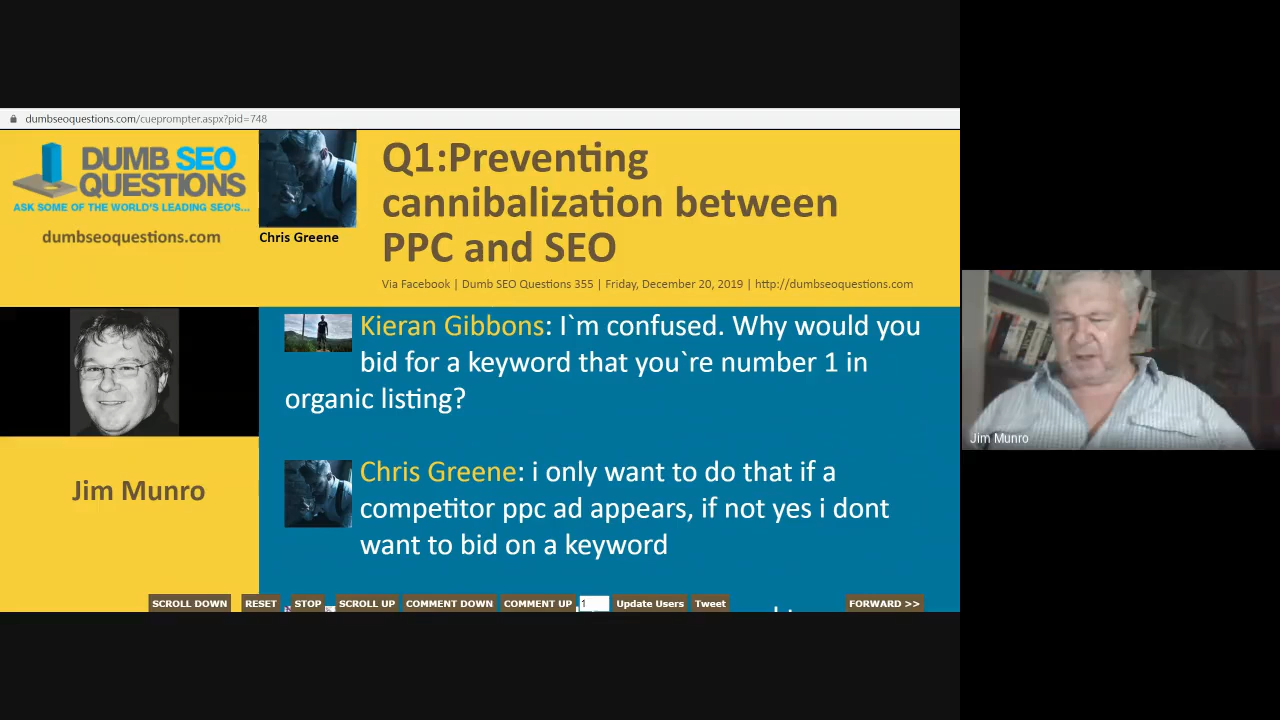 dumbseoquestions.com/cueprompter.aspx?pid=748
DUMB SEO
QUESTIONS
ASK SOME OF THE WORLD'S LEADING SEO'S...
dumbseoquestions.com
Chris Greene
Q1:Preventing
cannibalization between
PPC and SEO
Via Facebook | Dumb SEO Questions 355 | Friday, December 20, 2019 | http://dumbseoquestions.com
Jim Munro
Kieran Gibbons: I`m confused. Why would you
bid for a keyword that you`re number 1 in
organic listing?
Chris Greene: i only want to do that if a
competitor ppc ad appears, if not yes i dont
want to bid on a keyword
SCROLL DOWN RESET STOP SCROLL UP COMMENT DOWN COMMENT UP 1 Update Users Tweet FORWARD >>
Jim Munro